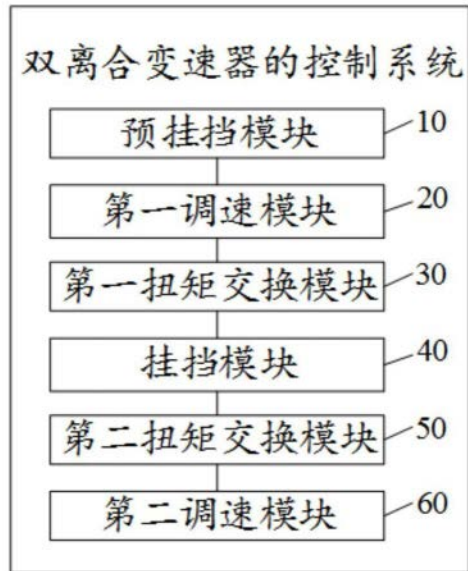 双离合变速器的控制系统
预挂挡模块 10
第一调速模块 20
第一扭矩交换模块 30
挂挡模块 40
第二扭矩交换模块 50
第二调速模块 60